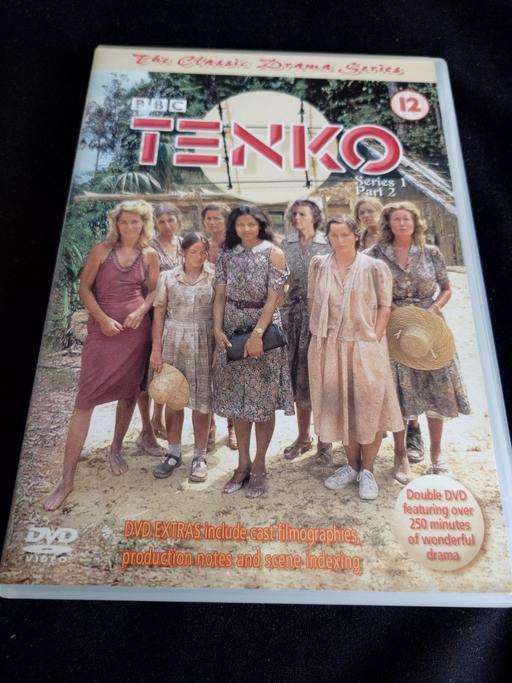 The Classic Drama Series
BBC
12
TENKO
Series 1
Part 2
Double DVD
featuring over
250 minutes
of wonderful
drama
DVD EXTRAS include cast filmographies,
production notes and scene indexing
DVD
VIDEO